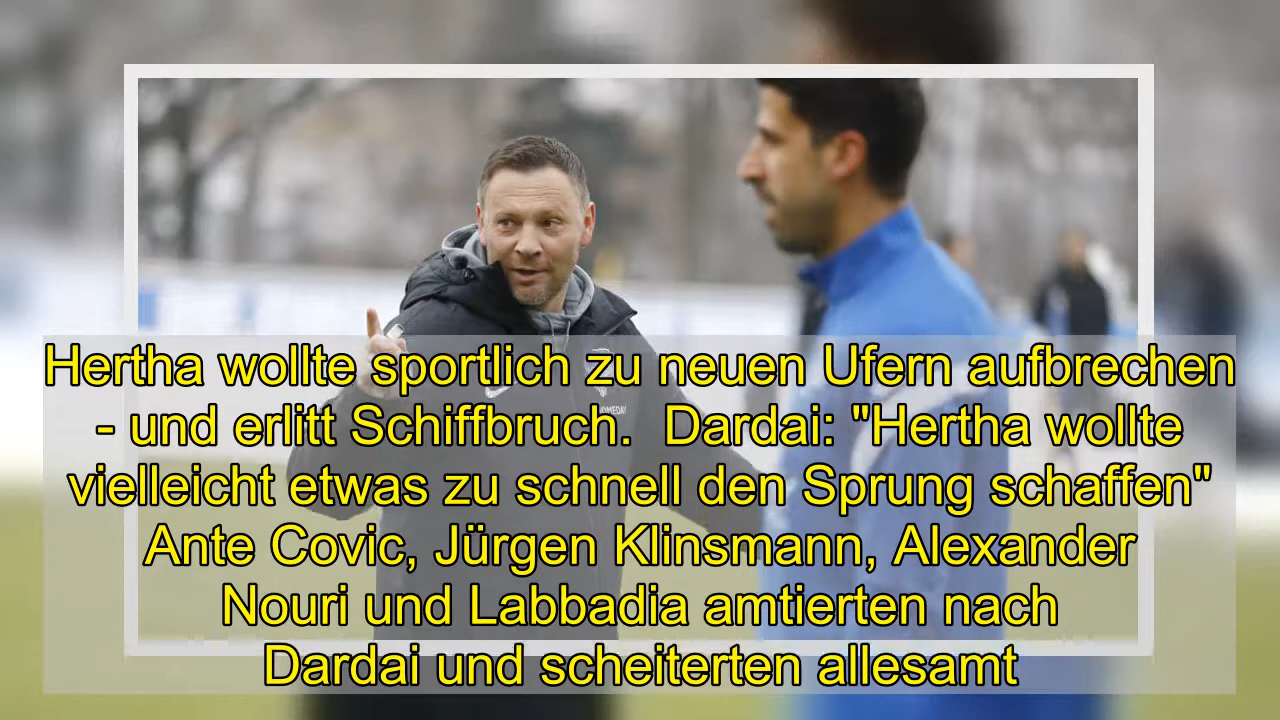 Hertha wollte sportlich zu neuen Ufern aufbrechen
- und erlitt Schiffbruch.  Dardai: "Hertha wollte
vielleicht etwas zu schnell den Sprung schaffen"
Ante Covic, Jürgen Klinsmann, Alexander
Nouri und Labbadia amtierten nach
Dardai und scheiterten allesamt